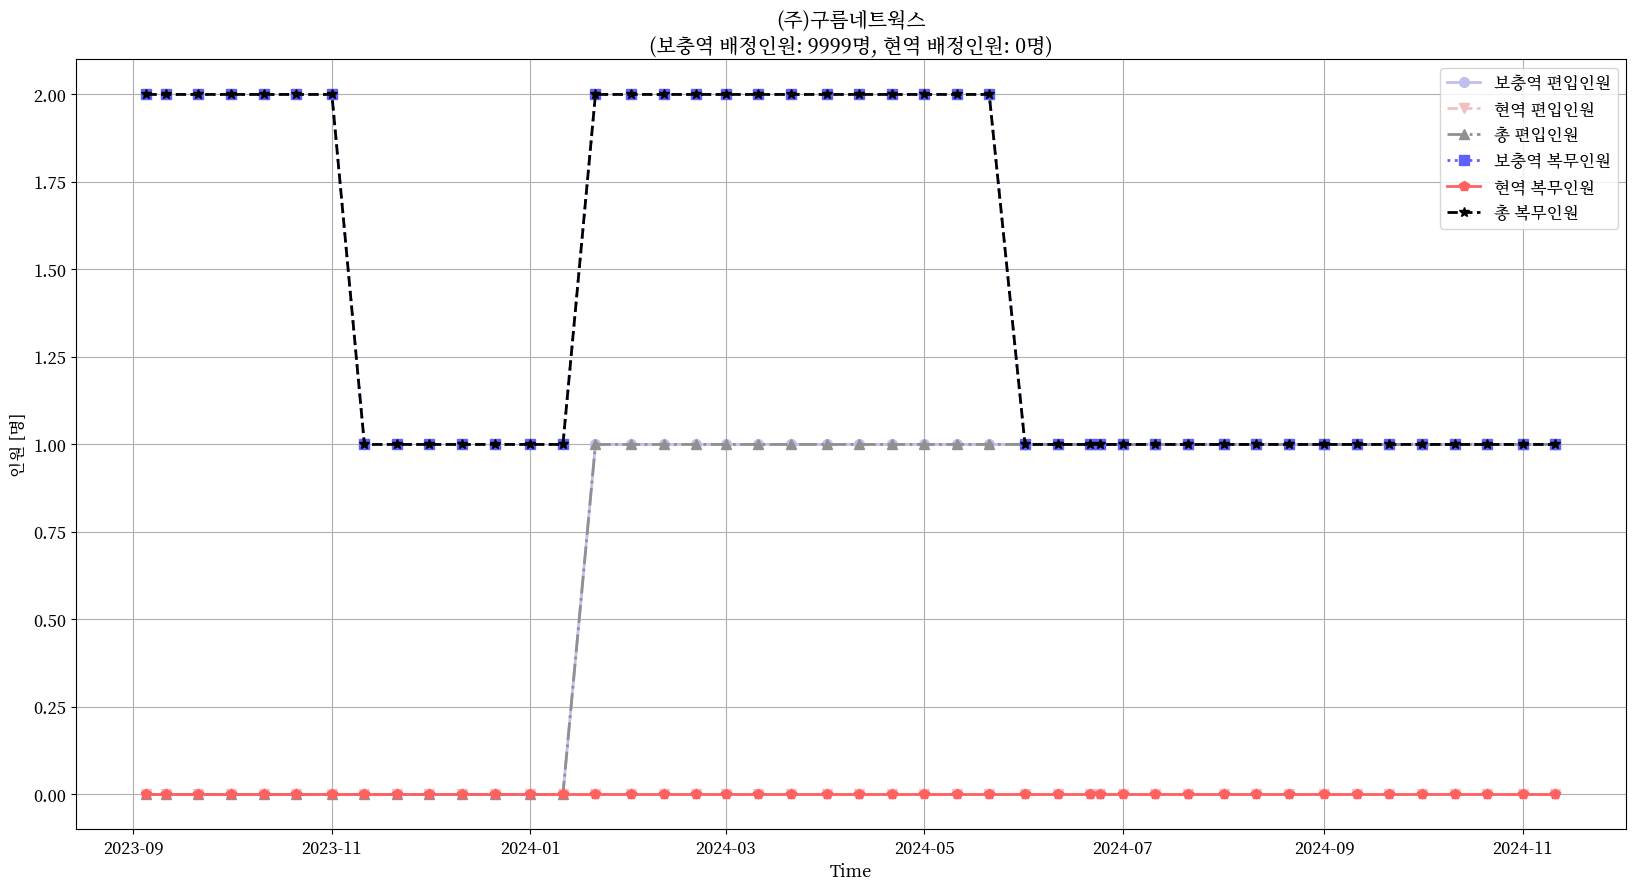 (주)구름네트웍스
(보충역 배정인원: 9999명, 현역 배정인원: 0명)
보충역 편입인원
현역 편입인원
총 편입인원
보충역 복무인원
현역 복무인원
총 복무인원
인원 [명]
2.00
1.75
1.50
1.25
1.00
0.75
0.50
0.25
0.00
2023-09 2023-11 2024-01 2024-03 2024-05 2024-07 2024-09 2024-11
Time